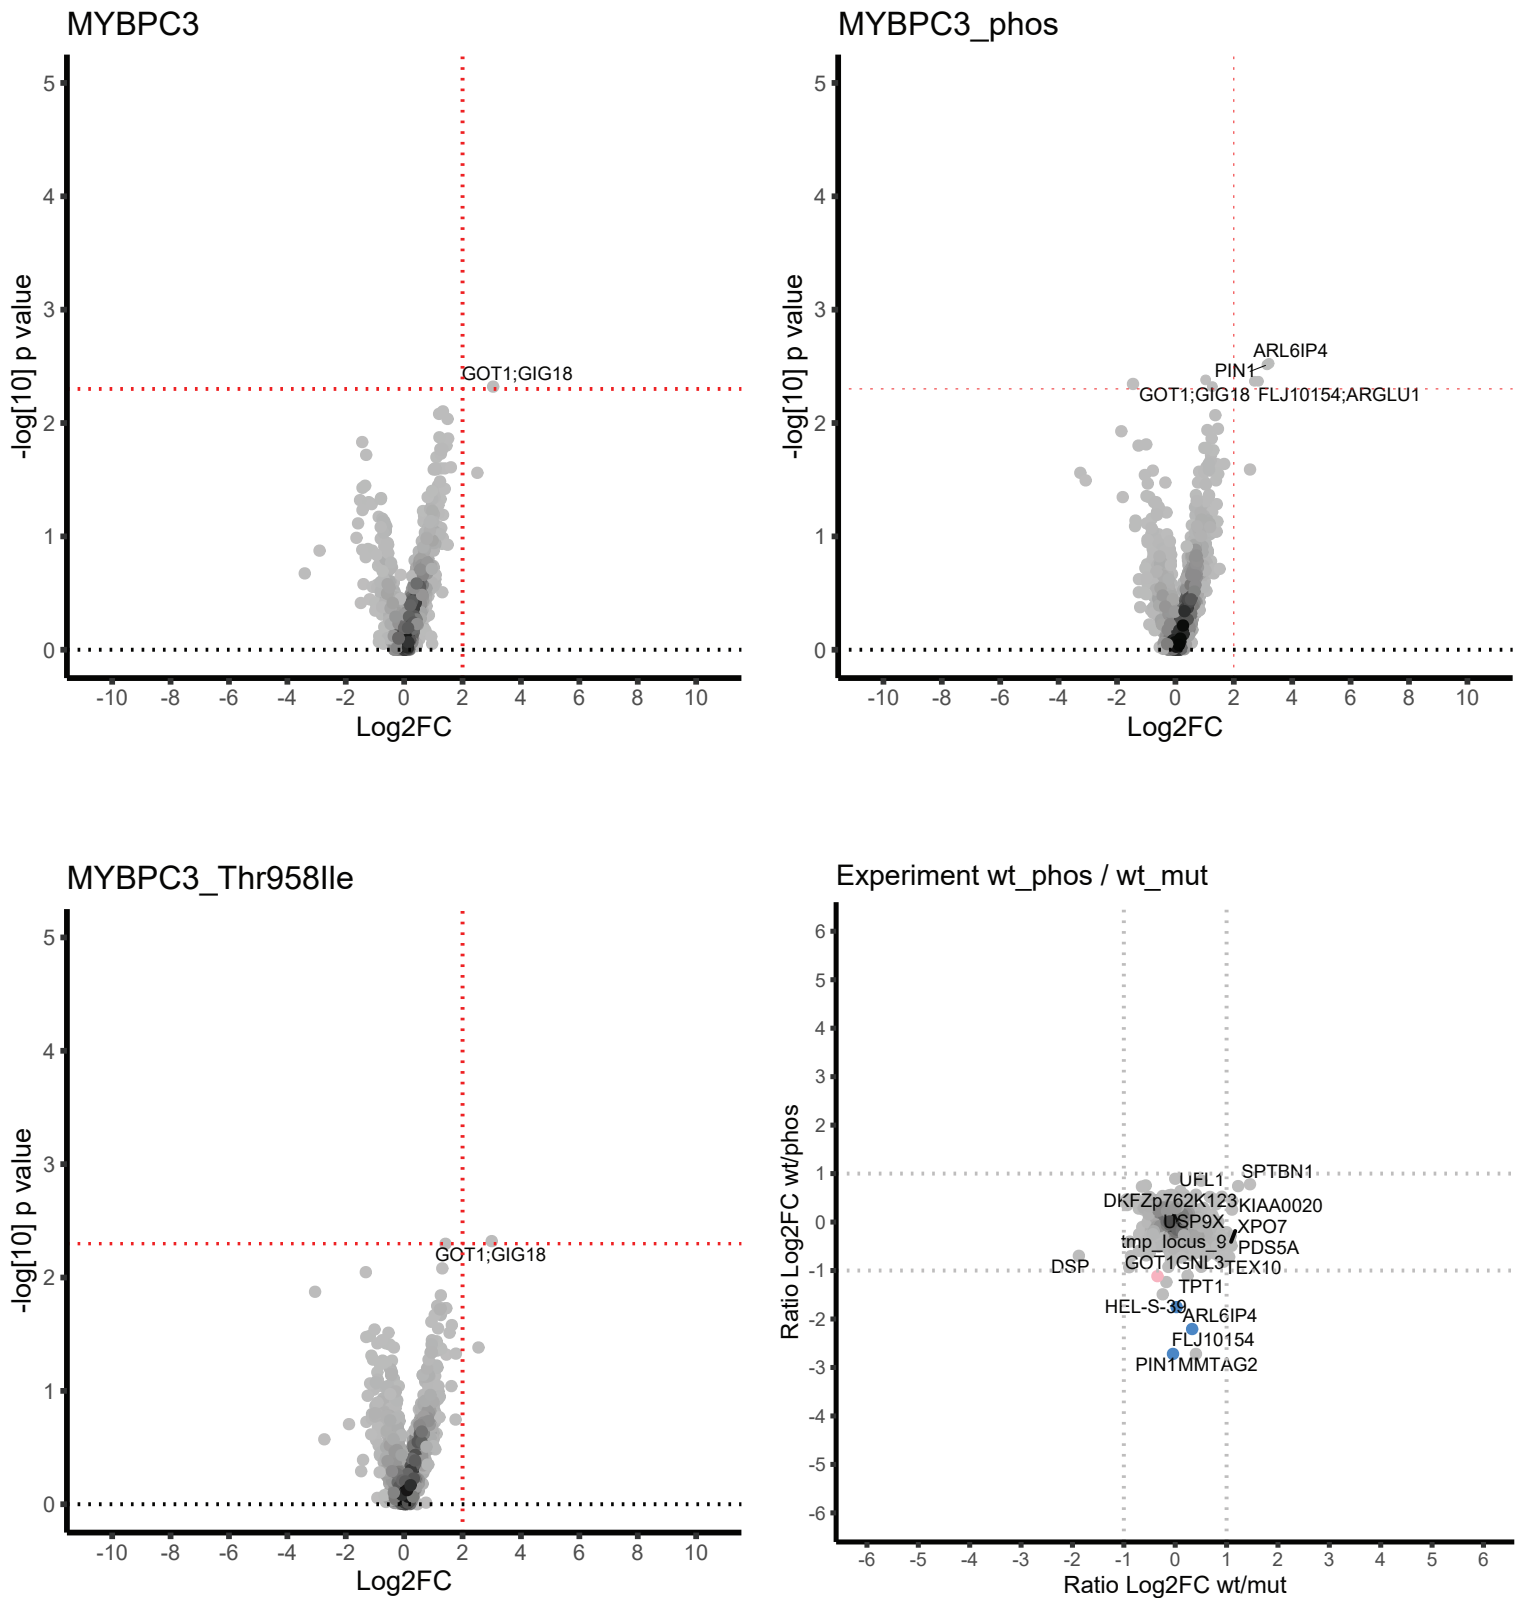 MYBPC3
5
4
3
2
1
0
-log[10] p value
GOT1;GIG18
-10 -8 -6 -4 -2 0 2 4 6 8 10
Log2FC
MYBPC3_phos
5
4
3
2
1
0
-log[10] p value
ARL6IP4
PIN1
GOT1;GIG18 FLJ10154;ARGLU1
-10 -8 -6 -4 -2 0 2 4 6 8 10
Log2FC
MYBPC3_Thr958Ile
5
4
3
2
1
0
-log[10] p value
GOT1;GIG18
-10 -8 -6 -4 -2 0 2 4 6 8 10
Log2FC
Experiment wt_phos / wt_mut
6
5
4
3
2
1
0
-1
-2
-3
-4
-5
-6
Ratio Log2FC wt/phos
SPTBN1
UFL1
DKFZp762K123 KIAA0020
USP9X XPO7
tmp_locus_9 PDS5A
DSP GOT1 GNL3 TEX10
TPT1
HEL-S-39
ARL6IP4
FLJ10154
PIN1 MMTAG2
-6 -5 -4 -3 -2 -1 0 1 2 3 4 5 6
Ratio Log2FC wt/mut